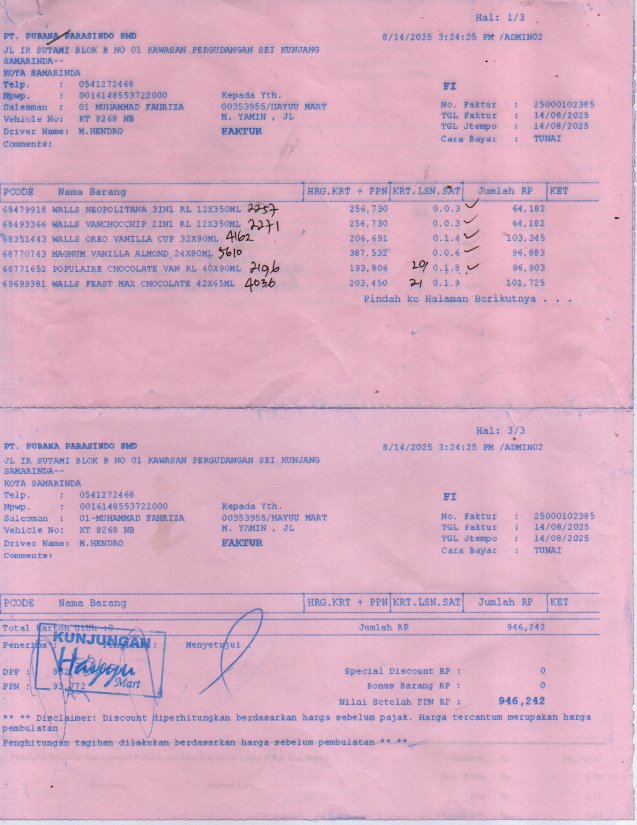 Hal: 1/3
PT. PURANA PARASINDO SMD 8/14/2025 3:24:25 PM /ADMIN02
JL IR SUTAMI BLOK B NO 01 KAWASAN PERGUDANGAN SEI KUNJANG
SAMARINDA--
KOTA SAMARINDA
Telp. : 0541272468 FI
Npwp. : 0016148553722000 Kepada Yth.
Salesman : 01 MUHAMMAD FAHRIZA 00353955/HAYUU MART No. Faktur : 25000102385
Vehicle No: KT 8268 NB M. YAMIN , JL TGL Faktur : 14/08/2025
Driver Name: M.HENDRO FAKTUR TGL Jtempo : 14/08/2025
Comments: Cara Bayar : TUNAI
PCODE Nama Barang HRG.KRT + PPN KRT.LSN.SAT Jumlah RP KET
68479918 WALLS NEOPOLITANA 3IN1 RL 12X350ML 2257 256,730 0.0.3 ✓ 64,182
68493366 WALLS VANCHOCCHIP 2IN1 RL 12X350ML 2271 256,730 0.0.3 ✓ 64,182
68351443 WALLS OREO VANILLA CUP 32X90ML 4162 206,691 0.1.4 ✓ 103,345
68770743 MAGNUM VANILLA ALMOND 24X80ML 5610 387,532 0.0.6 ✓ 96,883
68771652 POPULAIRE CHOCOLATE VAN RL 40X90ML 2196 193,806 20/ 0.1.8 ✓ 96,903
69699381 WALLS FEAST MAX CHOCOLATE 42X65ML 4036 203,450 21 0.1.9 101,725
Pindah ke Halaman Berikutnya . . .
Hal: 3/3
PT. PURANA PARASINDO SMD 8/14/2025 3:24:25 PM /ADMIN02
JL IR SUTAMI BLOK B NO 01 KAWASAN PERGUDANGAN SEI KUNJANG
SAMARINDA--
KOTA SAMARINDA
Telp. : 0541272468 FI
Npwp. : 0016148553722000 Kepada Yth.
Salesman : 01-MUHAMMAD FAHRIZA 00353955/HAYUU MART No. Faktur : 25000102385
Vehicle No: KT 8268 NB M. YAMIN , JL TGL Faktur : 14/08/2025
Driver Name: M.HENDRO FAKTUR TGL Jtempo : 14/08/2025
Comments: Cara Bayar : TUNAI
PCODE Nama Barang HRG.KRT + PPN KRT.LSN.SAT Jumlah RP KET
Total Karton Utuh :0 Jumlah RP 946,242
KUNJUNGAN
Penerima : Menyetujui :
Hayyu
Mart
DPP : Special Discount RP : 0
PPN : 93,772 Bonus Barang RP : 0
Nilai Setelah PPN RP : 946,242
** ** Disclaimer: Discount diperhitungkan berdasarkan harga sebelum pajak. Harga tercantum merupakan harga
pembulatan
Penghitungan tagihan dilakukan berdasarkan harga sebelum pembulatan ** **